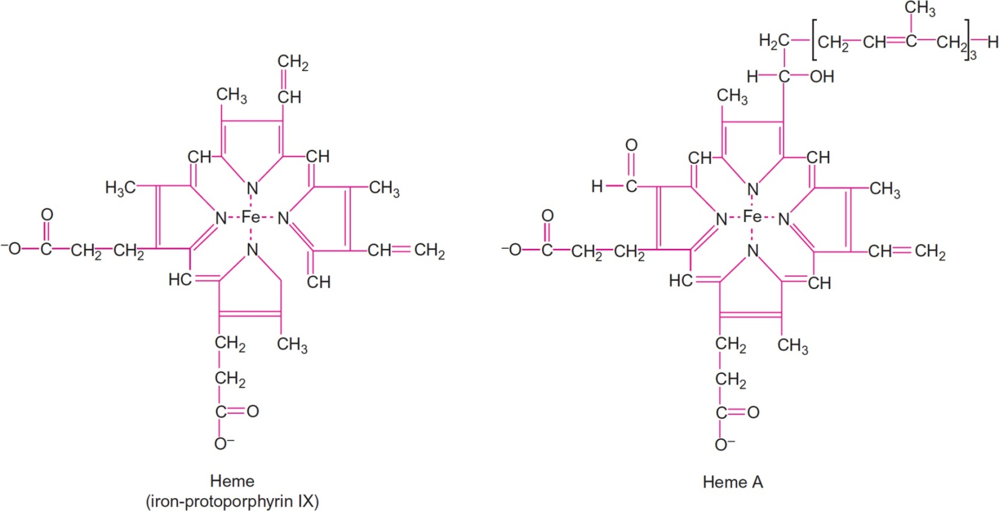 CH₃
H₂C [CH₂ CH C CH₂]₃ H
CH₂
H C OH
CH₃ CH
CH₃
O
CH CH
CH CH
H₃C N CH₃
H C N CH₃
O N Fe N
O N Fe N
⁻O C CH₂ CH₂ N CH CH₂
⁻O C CH₂ CH₂ N CH CH₂
HC CH
HC CH
CH₂ CH₃
CH₂ CH₃
CH₂
CH₂
C O
C O
O⁻
O⁻
Heme
(iron-protoporphyrin IX)
Heme A